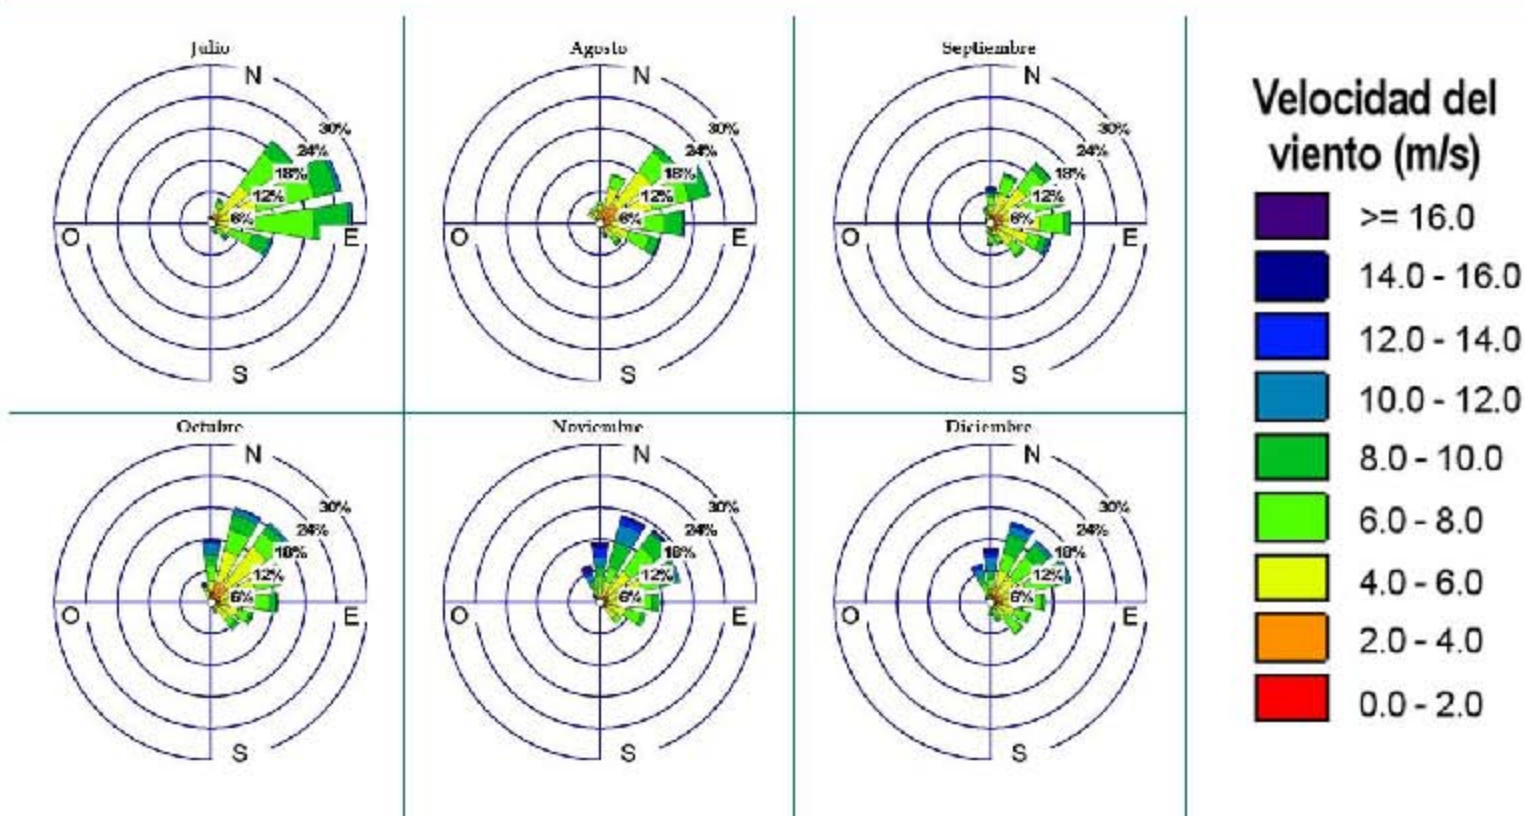 Julio
N
30%
24%
18%
12%
6%
O
E
S
Agosto
N
30%
24%
18%
12%
6%
O
E
S
Septiembre
N
30%
24%
18%
12%
6%
O
E
S
Octubre
N
30%
24%
18%
12%
6%
O
E
S
Noviembre
N
30%
24%
18%
12%
6%
O
E
S
Diciembre
N
30%
24%
18%
12%
6%
O
E
S
Velocidad del
viento (m/s)
>= 16.0
14.0 - 16.0
12.0 - 14.0
10.0 - 12.0
8.0 - 10.0
6.0 - 8.0
4.0 - 6.0
2.0 - 4.0
0.0 - 2.0